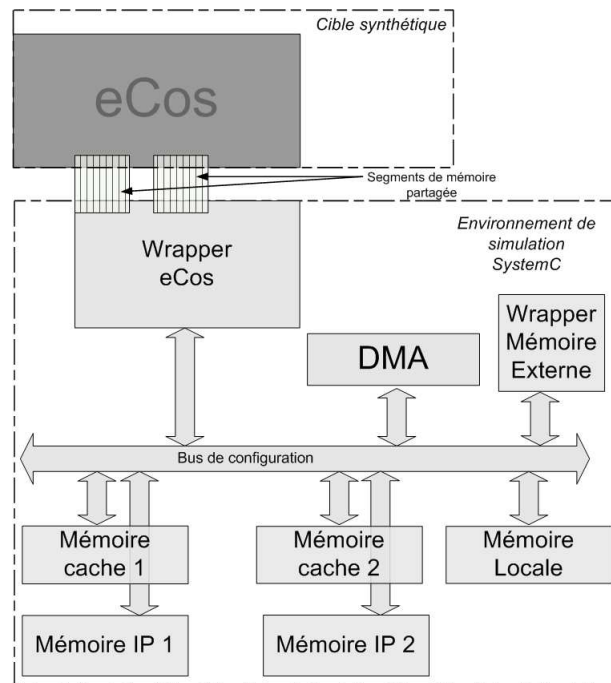 Cible synthétique
eCos
Segments de mémoire
partagée
Environnement de
simulation
SystemC
Wrapper
eCos
Wrapper
Mémoire
Externe
DMA
Bus de configuration
Mémoire
cache 1
Mémoire
cache 2
Mémoire
Locale
Mémoire IP 1
Mémoire IP 2